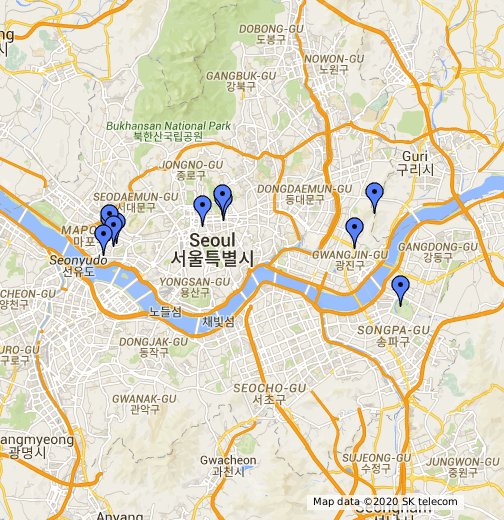 DOBONG-GU
도봉구
NOWON-GU
노원구
GANGBUK-GU
강북구
Bukhansan National Park
북한산국립공원
Guri
구리시
JONGNO-GU
종로구
SEODAEMUN-GU
서대문구
DONGDAEMUN-GU
동대문구
MAPO
마포
Seoul
서울특별시
GANGDONG-GU
강동구
GWANGJIN-GU
광진구
Seonyudo
선유도
YONGSAN-GU
용산구
CHEON-GU
양천구
노들섬
채빛섬
SONGPA-GU
송파구
DONGJAK-GU
동작구
URO-GU
구로구
SEOCHO-GU
서초구
GWANAK-GU
관악구
angmyeong
광명시
Gwacheon
과천시
SUJEONG-GU
수정구
JUNGWON-GU
중원구
Seongnam
Anyang
Map data ©2020 SK telecom